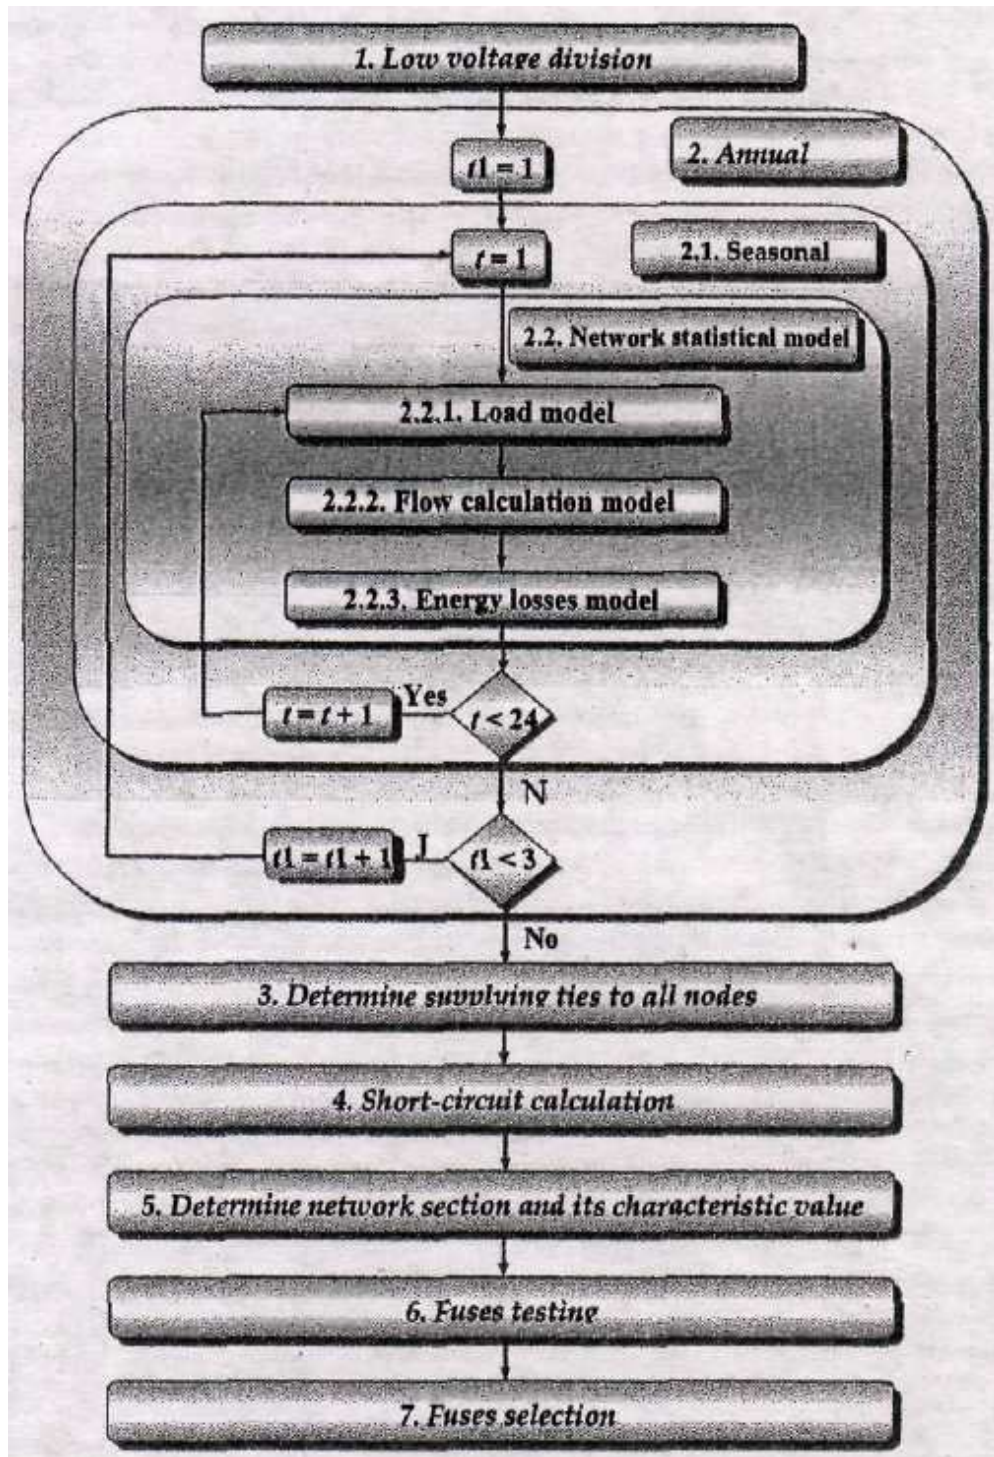 1. Low voltage division
t1 = 1
2. Annual
t = 1
2.1. Seasonal
2.2. Network statistical model
2.2.1. Load model
2.2.2. Flow calculation model
2.2.3. Energy losses model
t = t + 1
Yes
t < 24
N
t1 = t1 + 1
J
t1 < 3
No
3. Determine supplying ties to all nodes
4. Short-circuit calculation
5. Determine network section and its characteristic value
6. Fuses testing
7. Fuses selection